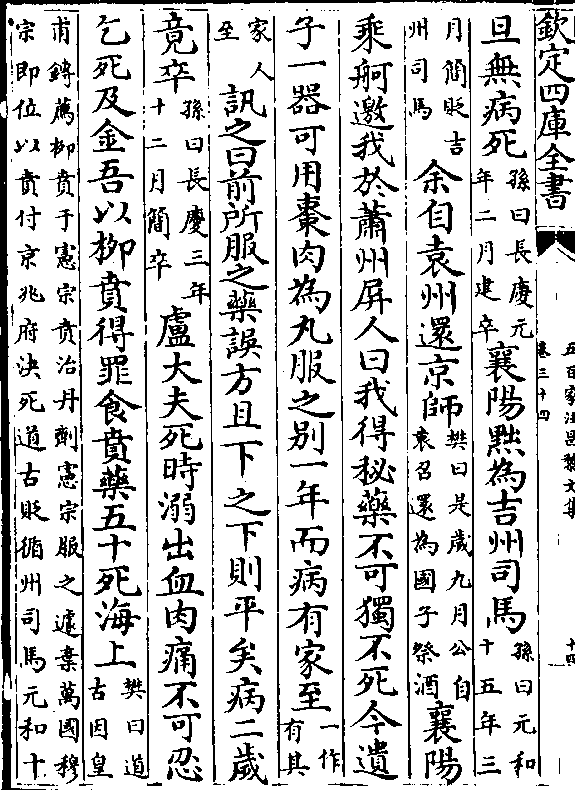 欽定四庫全書
五百家注昌黎文集
卷三十四
十四
旦無病死孫曰長慶元年二月建卒襄陽黜為吉州司馬孫曰元和十五年三
月簡貶吉州司馬余自袁州還京師樊曰是歲九月公自袁召還為國子祭酒襄陽
乘舸邀我於蕭州屏人曰我得秘藥不可獨不死今遺
子一器可用棗肉為丸服之别一年而病有家至一作有其
家人至訊之曰前所服之藥誤方且下之下則平矣病二歲
竟卒孫曰長慶三年十二月簡卒盧大夫死時溺出血肉痛不可忍
乞死及金吾以柳賁得罪食賁藥五十死海上樊曰道古因皇
甫鎛薦柳賁于憲宗賁治丹劑憲宗服之遽棄萬國穆
宗即位以賁付京兆府決死道古貶循州司馬元和十